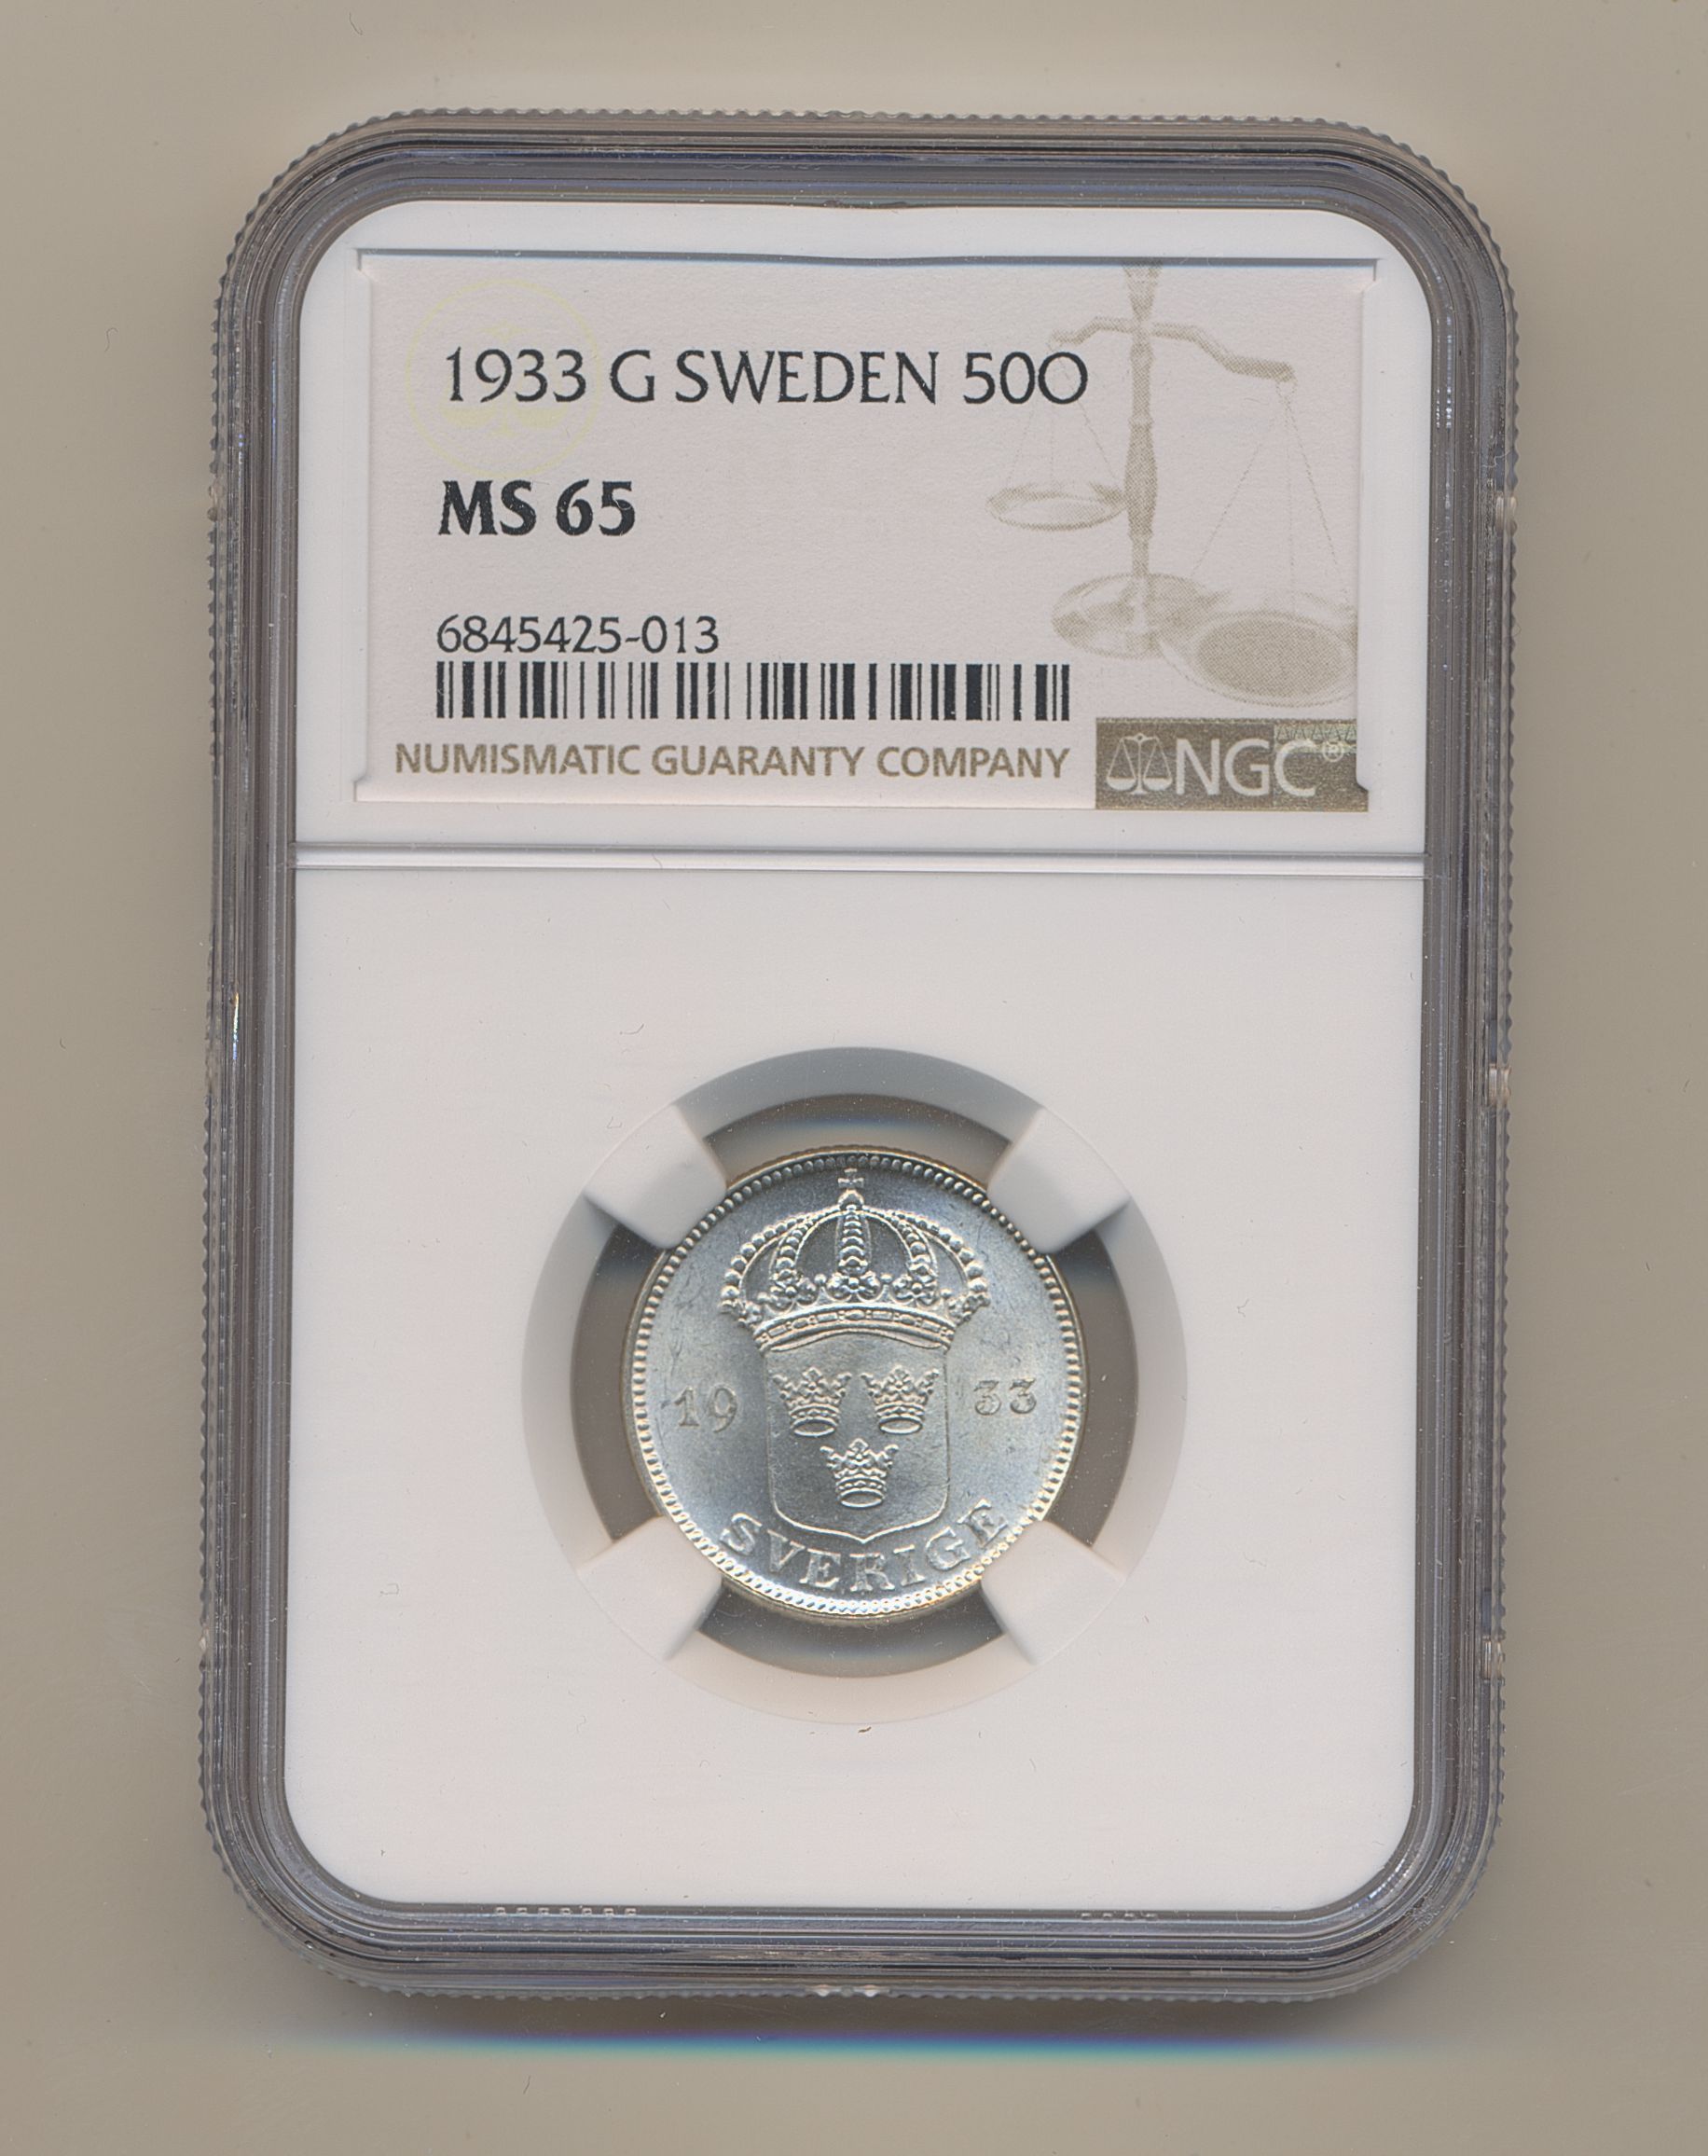 1933 G SWEDEN 50O
MS 65
6845425-013
NUMISMATIC GUARANTY COMPANY
NGC®
19 33
SVERIGE